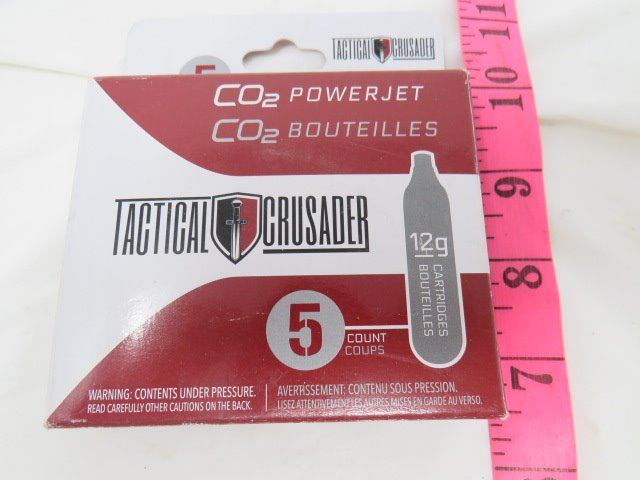 5
TACTICAL CRUSADER
CO2 POWERJET
CO2 BOUTEILLES
TACTICAL CRUSADER
12g
CARTRIDGES
BOUTEILLES
5
COUNT
COUPS
WARNING: CONTENTS UNDER PRESSURE.
READ CAREFULLY OTHER CAUTIONS ON THE BACK.
AVERTISSEMENT: CONTENU SOUS PRESSION.
LISEZ ATTENTIVEMENT LES AUTRES MISES EN GARDE AU VERSO.
10
9
8
7